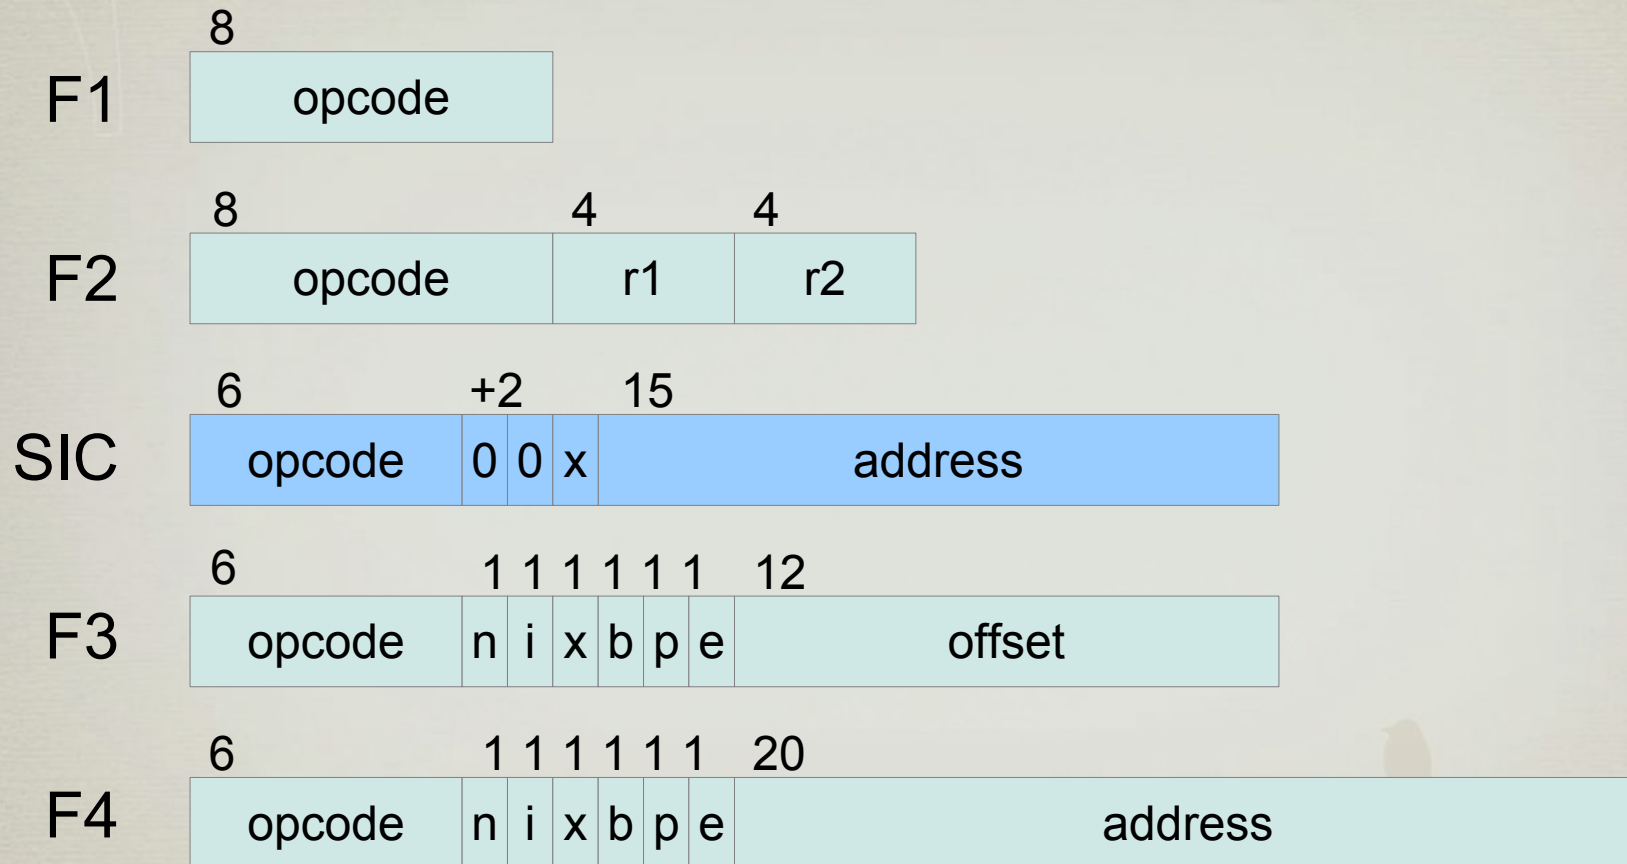 8
F1 opcode
8 4 4
F2 opcode r1 r2
6 +2 15
SIC opcode 0 0 x address
6 1 1 1 1 1 1 12
F3 opcode n i x b p e offset
6 1 1 1 1 1 1 20
F4 opcode n i x b p e address